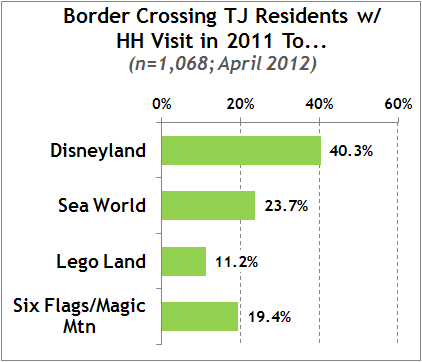 Border Crossing TJ Residents w/
HH Visit in 2011 To...
(n=1,068; April 2012)
0% 20% 40% 60%
Disneyland 40.3%
Sea World 23.7%
Lego Land 11.2%
Six Flags/Magic
Mtn 19.4%